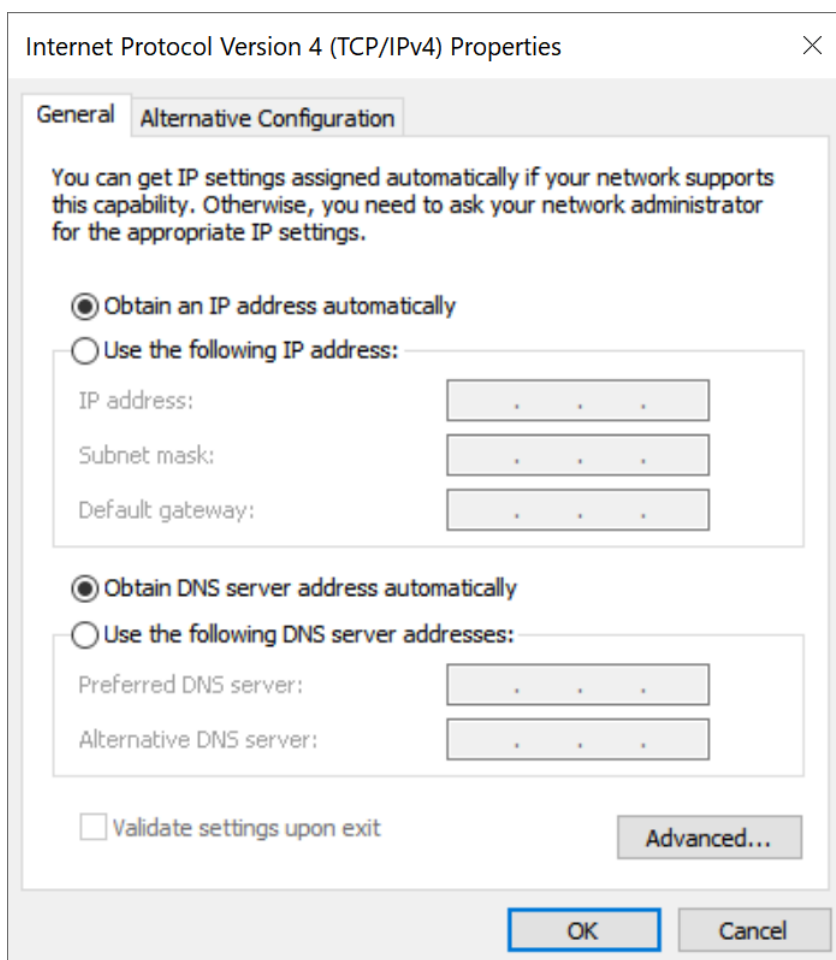 Internet Protocol Version 4 (TCP/IPv4) Properties
General
Alternative Configuration
You can get IP settings assigned automatically if your network supports
this capability. Otherwise, you need to ask your network administrator
for the appropriate IP settings.
Obtain an IP address automatically
Use the following IP address:
IP address:
. . .
Subnet mask:
. . .
Default gateway:
. . .
Obtain DNS server address automatically
Use the following DNS server addresses:
Preferred DNS server:
. . .
Alternative DNS server:
. . .
Validate settings upon exit
Advanced...
OK
Cancel